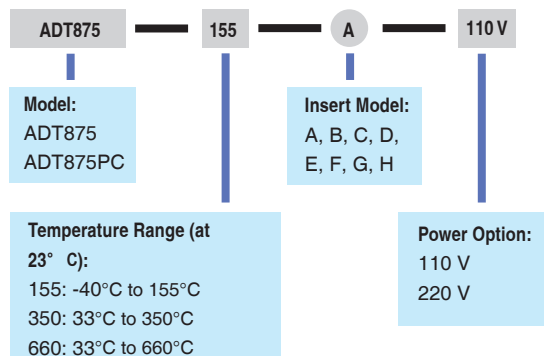 ADT875 155 A 110 V
Model:
ADT875
ADT875PC
Insert Model:
A, B, C, D,
E, F, G, H
Temperature Range (at
23° C):
155: -40°C to 155°C
350: 33°C to 350°C
660: 33°C to 660°C
Power Option:
110 V
220 V